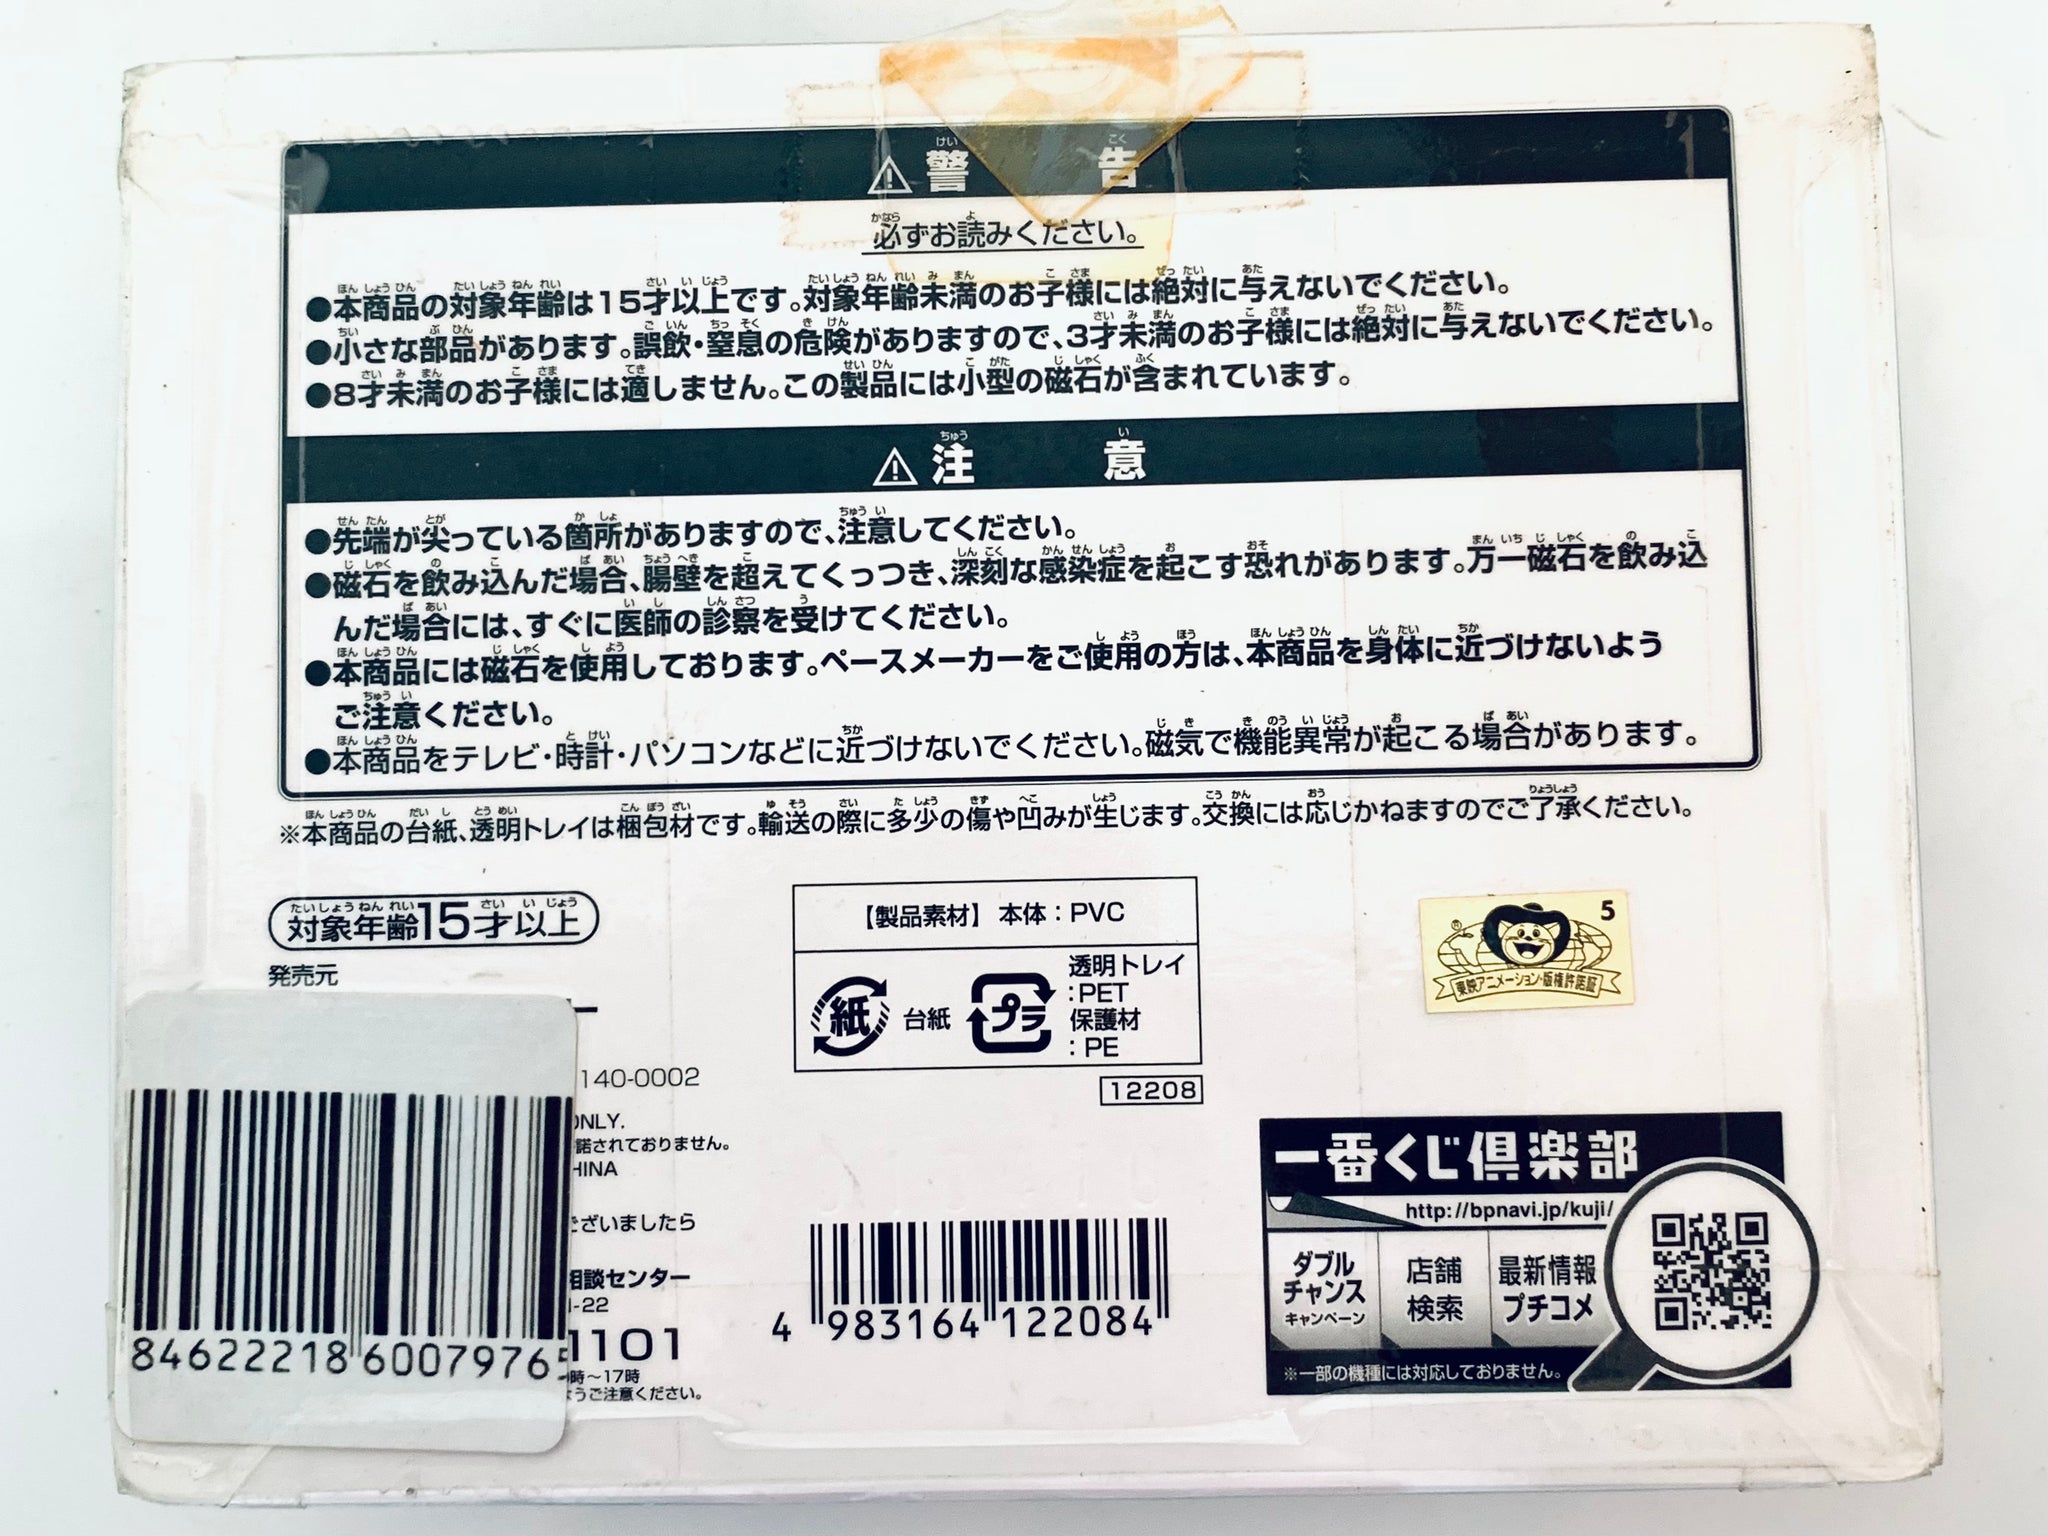 警告
必ずお読みください。
●本商品の対象年齢は15才以上です。対象年齢未満のお子様には絶対に与えないでください。
●小さな部品があります。誤飲・窒息の危険がありますので、3才未満のお子様には絶対に与えないでください。
●8才未満のお子様には適しません。この製品には小型の磁石が含まれています。
注意
●先端が尖っている箇所がありますので、注意してください。
●磁石を飲み込んだ場合、腸壁を超えてくっつき、深刻な感染症を起こす恐れがあります。万一磁石を飲み込
んだ場合には、すぐに医師の診察を受けてください。
●本商品には磁石を使用しております。ペースメーカーをご使用の方は、本商品を身体に近づけないよう
ご注意ください。
●本商品をテレビ・時計・パソコンなどに近づけないでください。磁気で機能異常が起こる場合があります。
※本商品の台紙、透明トレイは梱包材です。輸送の際に多少の傷や凹みが生じます。交換には応じかねますのでご了承ください。
対象年齢15才以上
発売元
140-0002
ONLY.
諾されておりません。
HINA
ございましたら
相談センター
-22
1101
時〜17時
うご注意ください。
8462221860079765
【製品素材】本体：PVC
紙 台紙
プラ 透明トレイ
：PET
保護材
：PE
12208
4 983164 122084
5
東映アニメーション・版権許諾証
一番くじ倶楽部
http://bpnavi.jp/kuji/
ダブル
チャンス
キャンペーン
店舗
検索
最新情報
プチコメ
※一部の機種には対応しておりません。